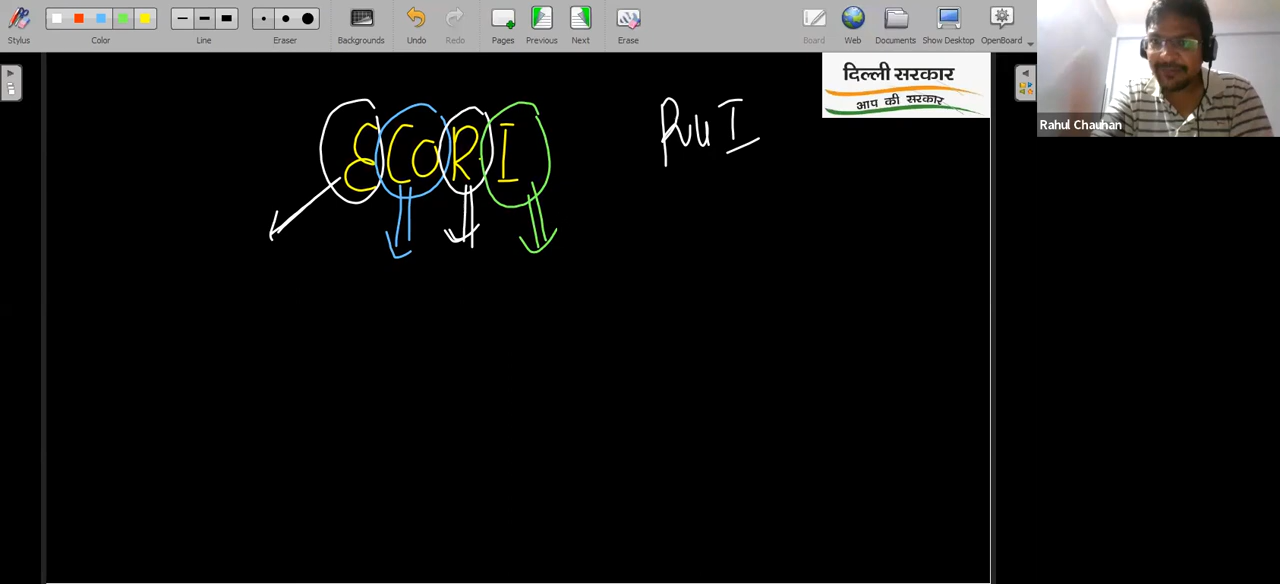 Stylus
Color
Line
Eraser
Backgrounds
Undo
Redo
Pages
Previous
Next
Erase
Board
Web
Documents
Show Desktop
OpenBoard
Rahul Chauhan
दिल्ली सरकार
आप की सरकार
ECORI